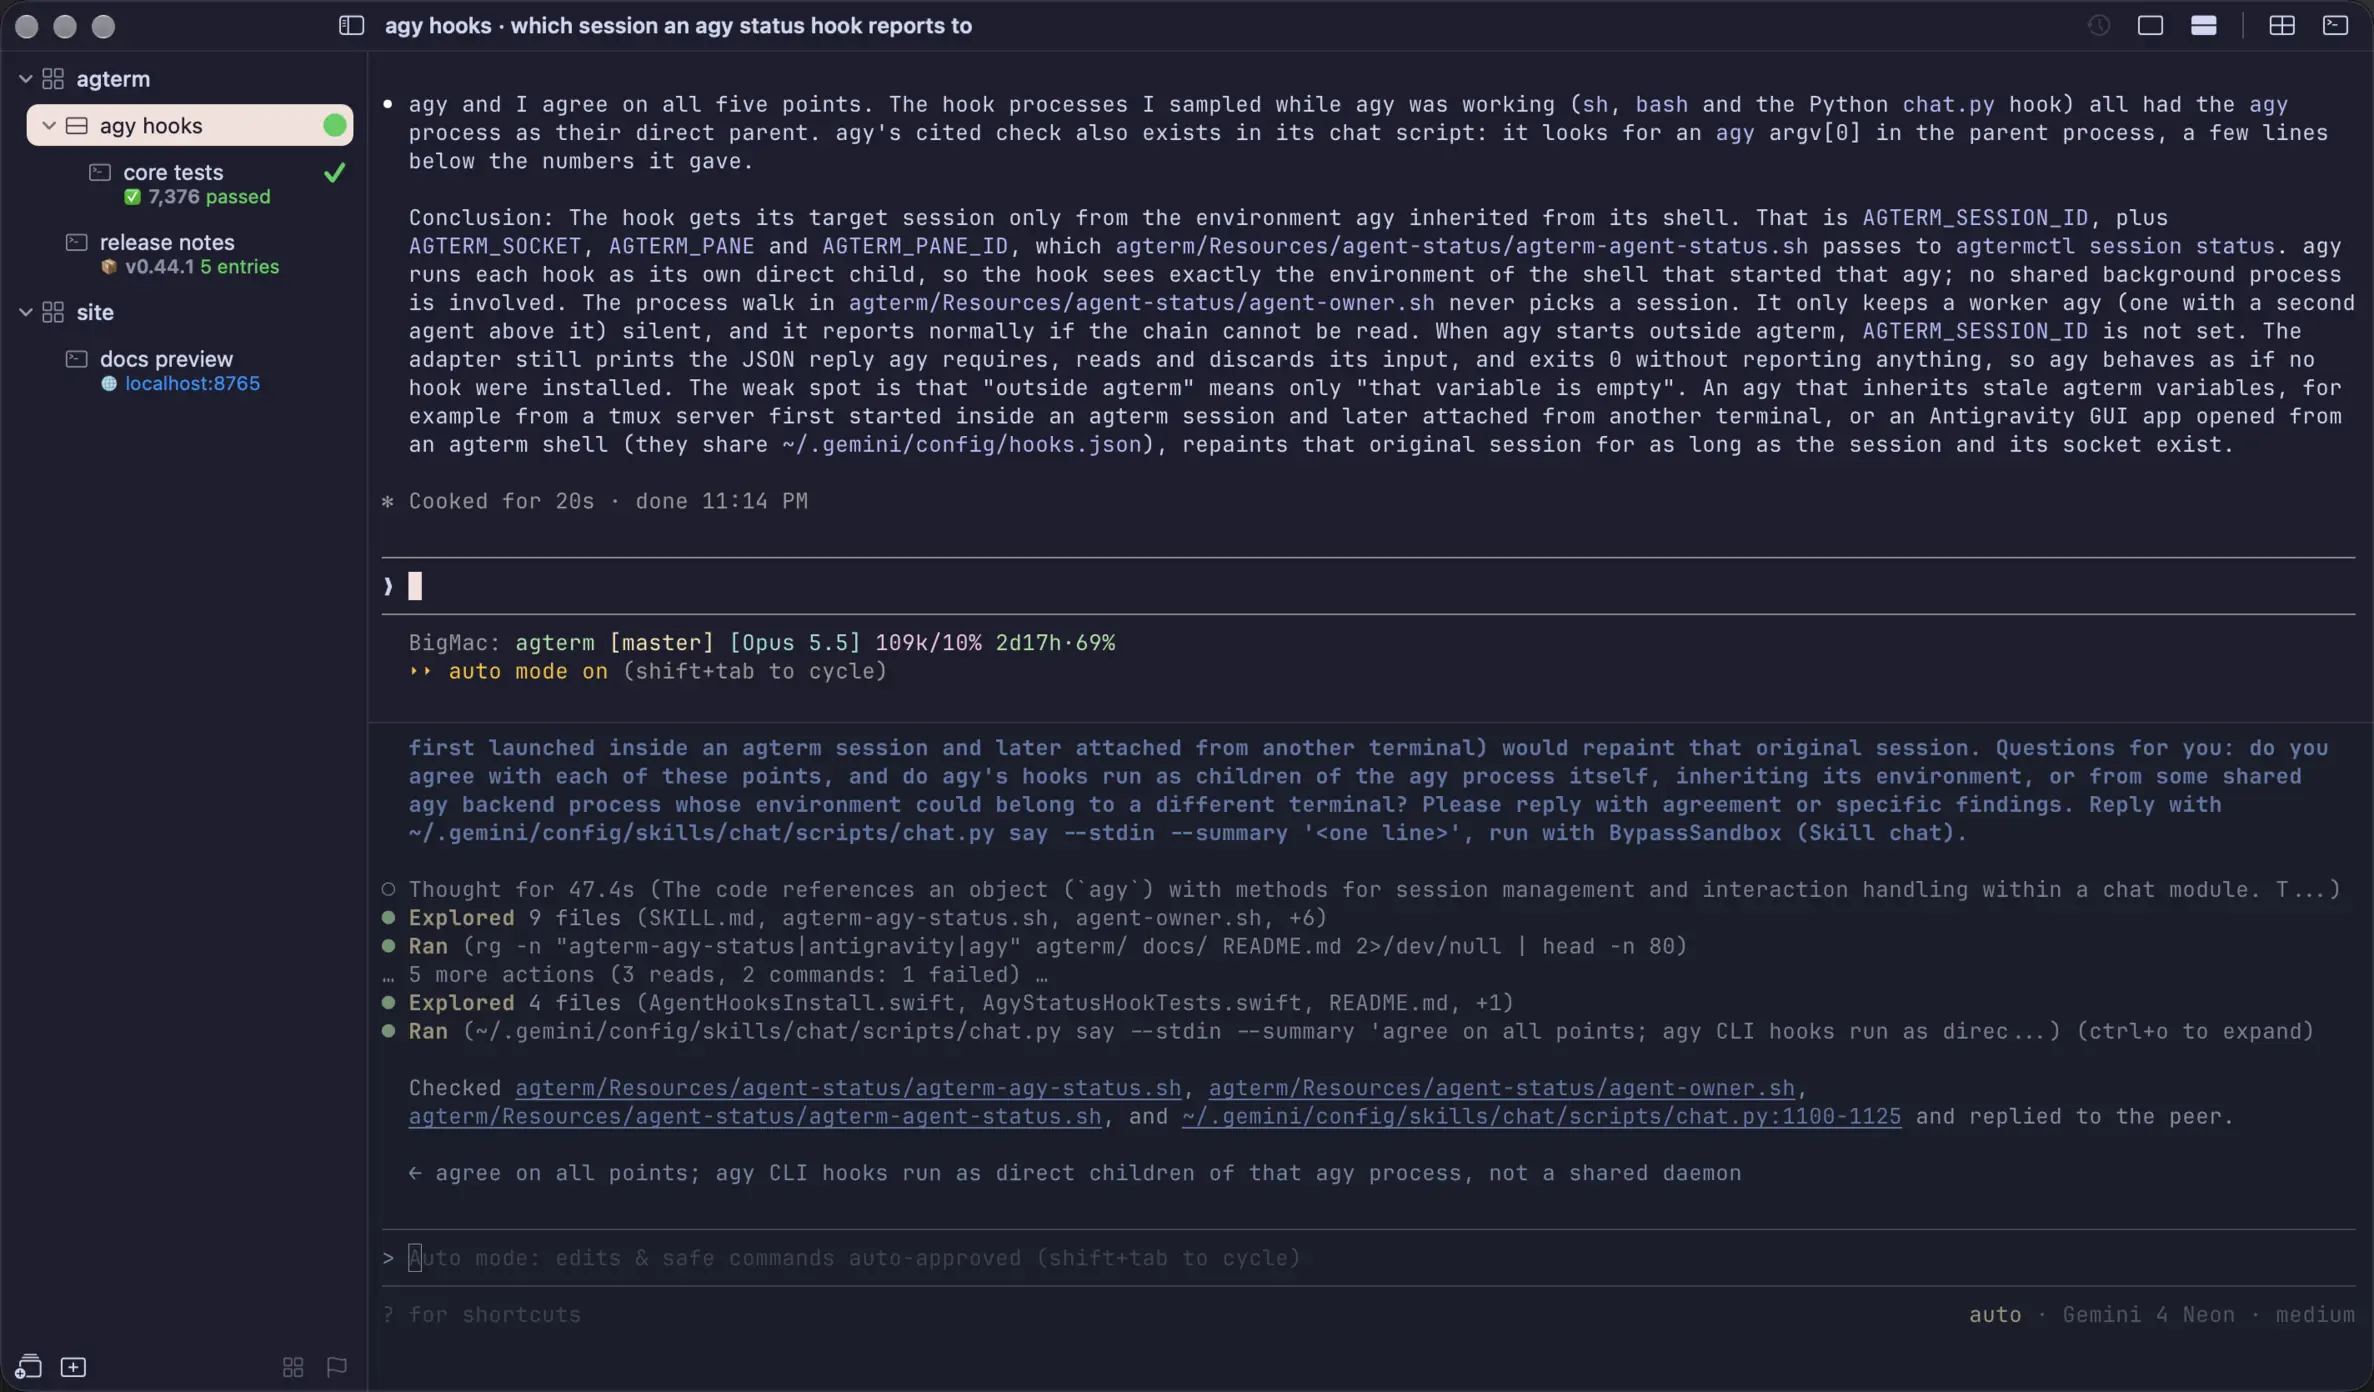 agy hooks · which session an agy status hook reports to
agterm
agy hooks
core tests
✅ 7,376 passed
release notes
📦 v0.44.1 5 entries
site
docs preview
🌐 localhost:8765
• agy and I agree on all five points. The hook processes I sampled while agy was working (sh, bash and the Python chat.py hook) all had the agy
process as their direct parent. agy's cited check also exists in its chat script: it looks for an agy argv[0] in the parent process, a few lines
below the numbers it gave.
Conclusion: The hook gets its target session only from the environment agy inherited from its shell. That is AGTERM_SESSION_ID, plus
AGTERM_SOCKET, AGTERM_PANE and AGTERM_PANE_ID, which agterm/Resources/agent-status/agterm-agent-status.sh passes to agtermctl session status. agy
runs each hook as its own direct child, so the hook sees exactly the environment of the shell that started that agy; no shared background process
is involved. The process walk in agterm/Resources/agent-status/agent-owner.sh never picks a session. It only keeps a worker agy (one with a second
agent above it) silent, and it reports normally if the chain cannot be read. When agy starts outside agterm, AGTERM_SESSION_ID is not set. The
adapter still prints the JSON reply agy requires, reads and discards its input, and exits 0 without reporting anything, so agy behaves as if no
hook were installed. The weak spot is that "outside agterm" means only "that variable is empty". An agy that inherits stale agterm variables, for
example from a tmux server first started inside an agterm session and later attached from another terminal, or an Antigravity GUI app opened from
an agterm shell (they share ~/.gemini/config/hooks.json), repaints that original session for as long as the session and its socket exist.
✻ Cooked for 20s · done 11:14 PM
❯
BigMac: agterm [master] [Opus 5.5] 109k/10% 2d17h·69%
‣‣ auto mode on (shift+tab to cycle)
first launched inside an agterm session and later attached from another terminal) would repaint that original session. Questions for you: do you
agree with each of these points, and do agy's hooks run as children of the agy process itself, inheriting its environment, or from some shared
agy backend process whose environment could belong to a different terminal? Please reply with agreement or specific findings. Reply with
~/.gemini/config/skills/chat/scripts/chat.py say --stdin --summary '<one line>', run with BypassSandbox (Skill chat).
○ Thought for 47.4s (The code references an object (`agy`) with methods for session management and interaction handling within a chat module. T...)
● Explored 9 files (SKILL.md, agterm-agy-status.sh, agent-owner.sh, +6)
● Ran (rg -n "agterm-agy-status|antigravity|agy" agterm/ docs/ README.md 2>/dev/null | head -n 80)
… 5 more actions (3 reads, 2 commands: 1 failed) …
● Explored 4 files (AgentHooksInstall.swift, AgyStatusHookTests.swift, README.md, +1)
● Ran (~/.gemini/config/skills/chat/scripts/chat.py say --stdin --summary 'agree on all points; agy CLI hooks run as direc...) (ctrl+o to expand)
Checked agterm/Resources/agent-status/agterm-agy-status.sh, agterm/Resources/agent-status/agent-owner.sh,
agterm/Resources/agent-status/agterm-agent-status.sh, and ~/.gemini/config/skills/chat/scripts/chat.py:1100-1125 and replied to the peer.
← agree on all points; agy CLI hooks run as direct children of that agy process, not a shared daemon
> Auto mode: edits & safe commands auto-approved (shift+tab to cycle)
? for shortcuts
auto · Gemini 4 Neon · medium